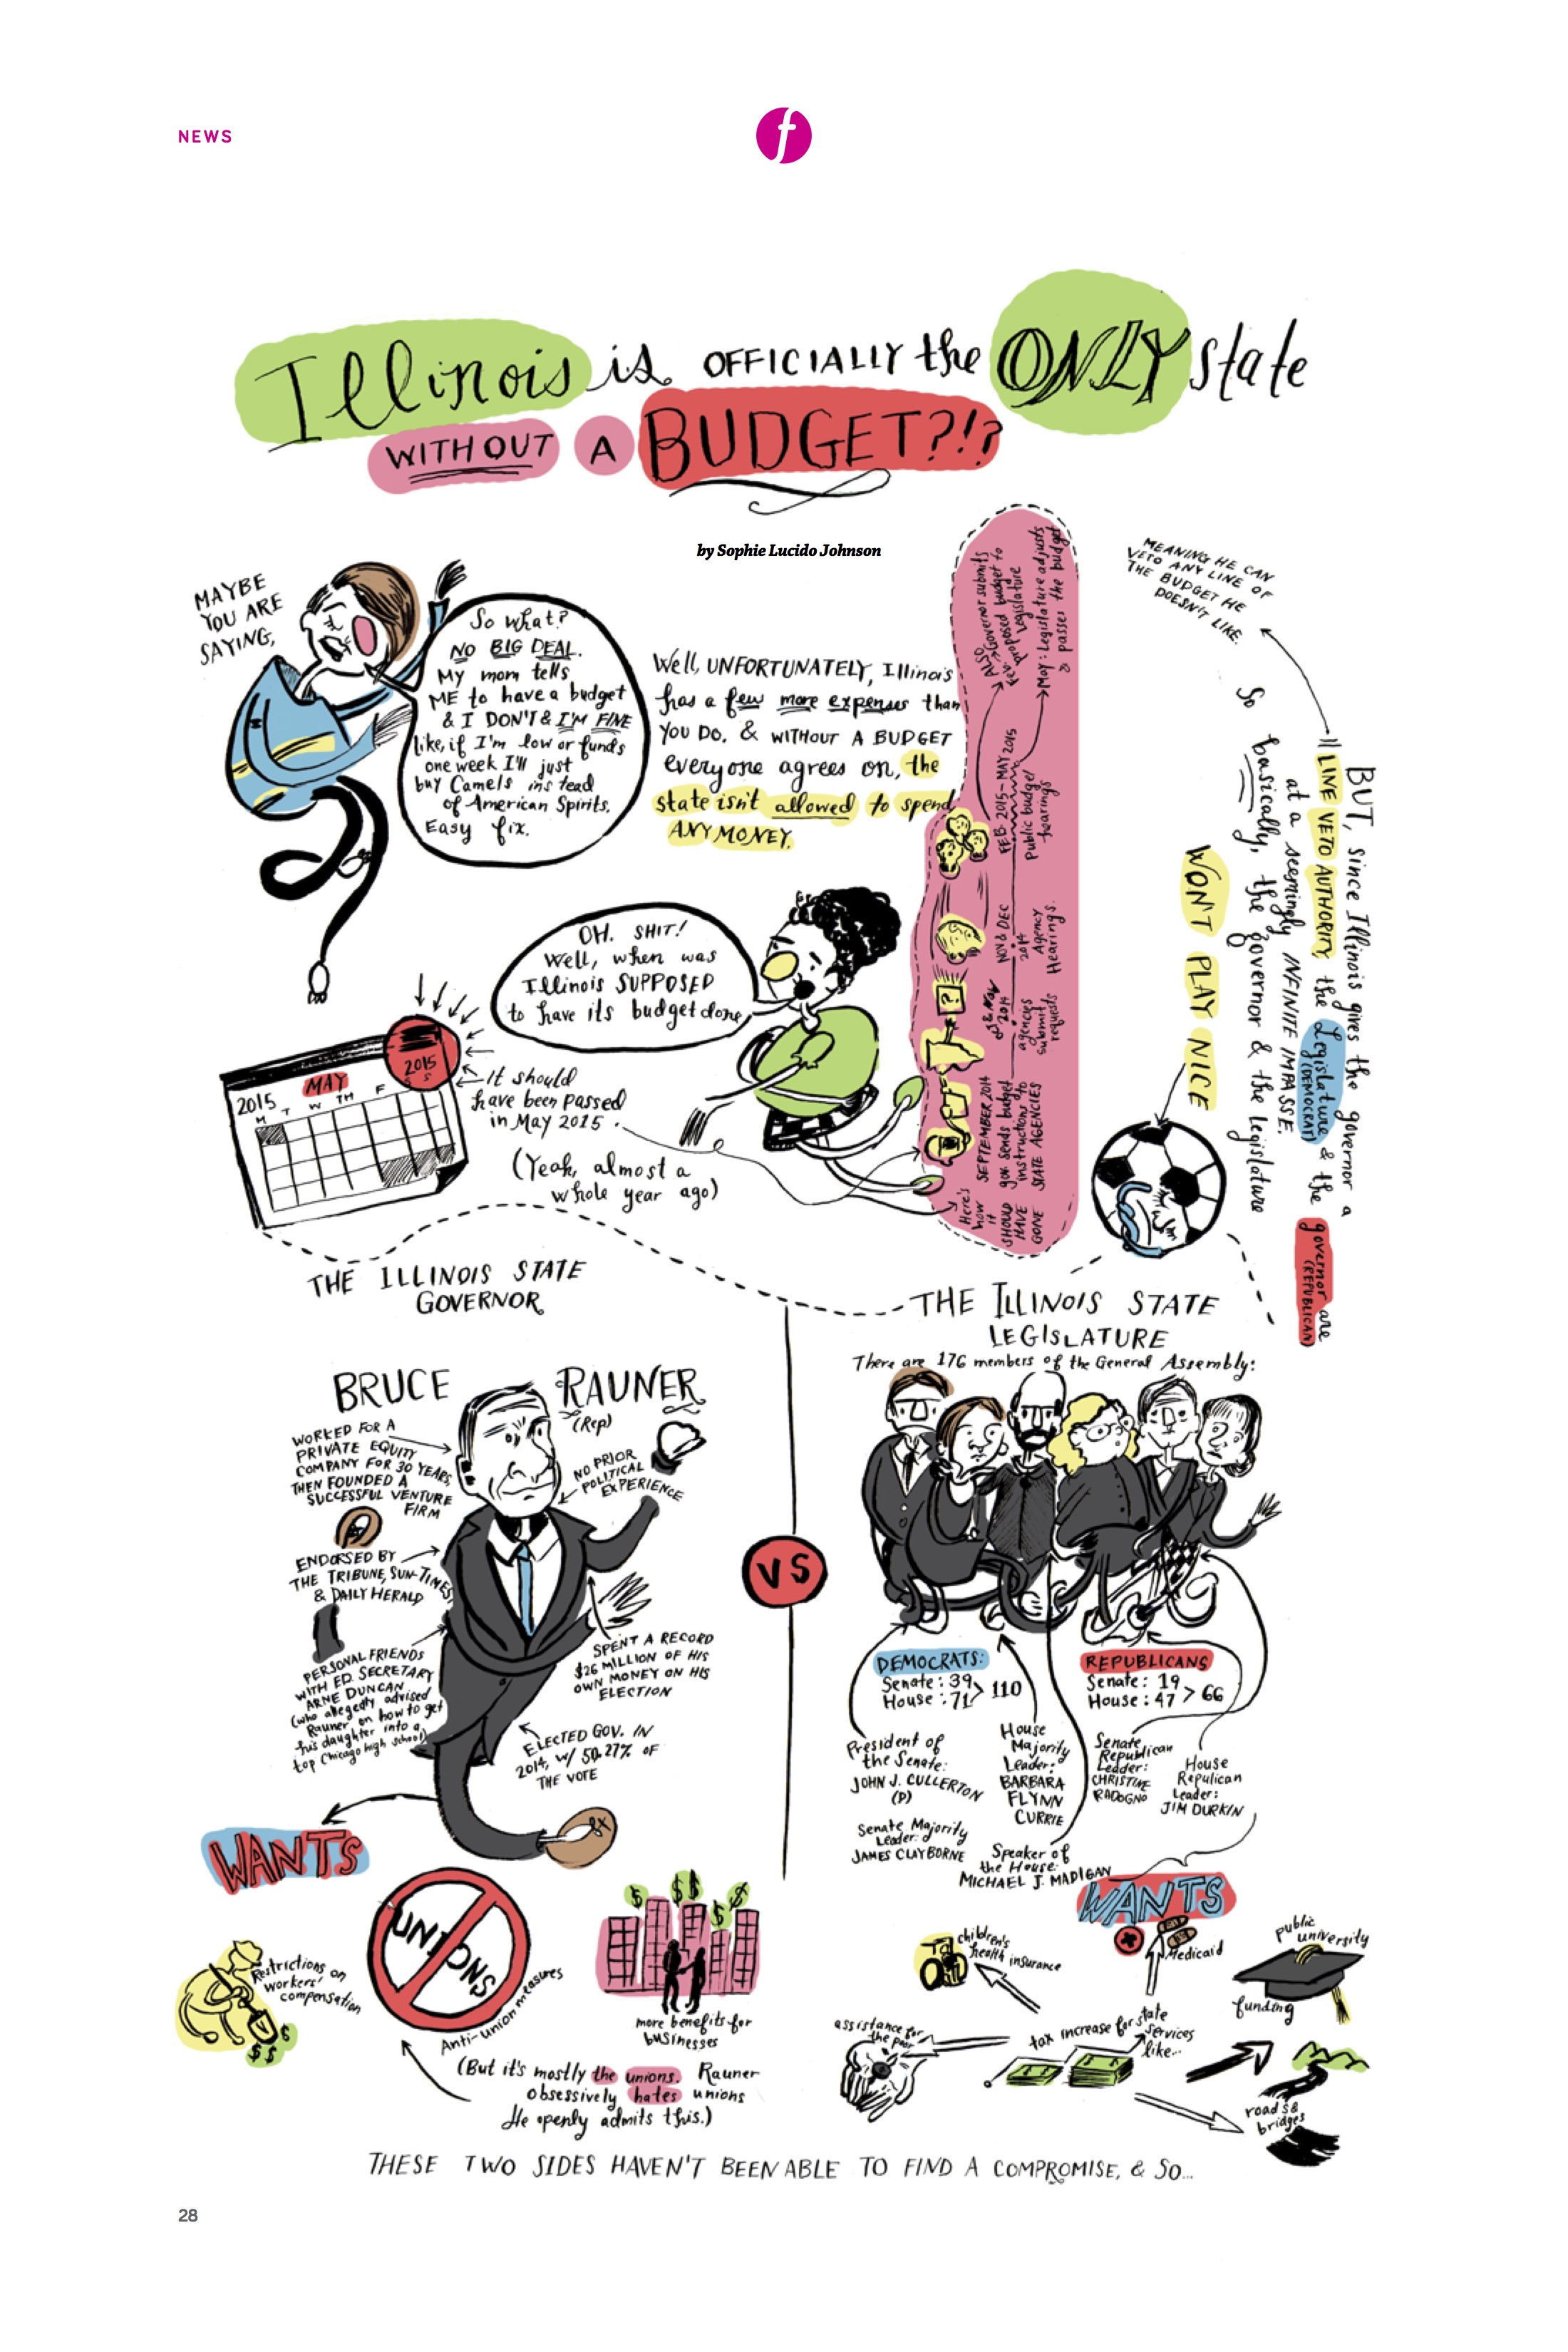 NEWS
f
Illinois is OFFICIALLY the ONLY state
WITHOUT A BUDGET?!?
by Sophie Lucido Johnson
MAYBE
YOU ARE
SAYING,
So what?
NO BIG DEAL.
My mom tells
ME to have a budget
& I DON'T & I'M FINE
like, if I'm low or funds
one week I'll just
buy Camels instead
of American Spirits.
Easy fix.
Well, UNFORTUNATELY, Illinois
has a few more expenses than
YOU DO. & WITHOUT A BUDGET
everyone agrees on, the
state isn't allowed to spend
ANY MONEY.
OH. SHIT!
Well, when was
Illinois SUPPOSED
to have its budget done
2015
MAY
2015
M T W TH F S S
It should
have been passed
in May 2015.
(Yeah, almost a
whole year ago)
Here's
how
it
SHOULD
HAVE
GONE
SEPTEMBER 2014
gov. sends budget
instructions to
STATE AGENCIES
& NOV
2014
agencies
submit
requests
?
NOV & DEC
2014
Agency
Hearings.
FEB 2015 - MAY 2015
Public budget
hearings
ALSO
Feb: Governor submits
proposed budget to
legislature
May: Legislature adjusts
& passes the budget
BUT, since Illinois gives the governor a
LINE VETO AUTHORITY, the Legislature & the governor are
(DEMOCRAT)
(REPUBLICAN)
at a seemingly INFINITE IMPASSE.
MEANING HE CAN
VETO ANY LINE OF
THE BUDGET HE
DOESN'T LIKE.
So basically, the governor & the legislature
WON'T PLAY NICE
THE ILLINOIS STATE
GOVERNOR
BRUCE RAUNER
(Rep)
WORKED FOR A
PRIVATE EQUITY
COMPANY FOR 30 YEARS,
THEN FOUNDED A
SUCCESSFUL VENTURE
FIRM
NO PRIOR
POLITICAL
EXPERIENCE
ENDORSED BY
THE TRIBUNE, SUN-TIMES
& DAILY HERALD
PERSONAL FRIENDS
WITH ED. SECRETARY
ARNE DUNCAN
(who allegedly advised
Rauner on how to get
his daughter into a
top Chicago high school)
SPENT A RECORD
$26 MILLION OF HIS
OWN MONEY ON HIS
ELECTION
ELECTED GOV. IN
2014, W/ 50.27% OF
THE VOTE
VS
THE ILLINOIS STATE
LEGISLATURE
There are 176 members of the General Assembly:
DEMOCRATS:
Senate: 39
House: 71 > 110
REPUBLICANS
Senate: 19
House: 47 > 66
President of
the Senate:
JOHN J. CULLERTON
(P)
Senate Majority
Leader:
JAMES CLAYBORNE
House
Majority
Leader:
BARBARA
FLYNN
CURRIE
Speaker of
the House:
MICHAEL J. MADIGAN
Senate
Republican
Leader:
CHRISTINE
RADOGNO
House
Repulican
Leader:
JIM DURKIN
WANTS
Restrictions on
workers'
compensation
$ $ $
UNIONS
Anti-union measures
$ $$ $ $
more benefits for
businesses
(But it's mostly the unions. Rauner
obsessively hates unions
He openly admits this.)
WANTS
children's
health insurance
Medicaid
public
university
funding
assistance for
the poor
tax increase for state
services
like...
roads &
bridges
THESE TWO SIDES HAVEN'T BEEN ABLE TO FIND A COMPROMISE, & SO...
28